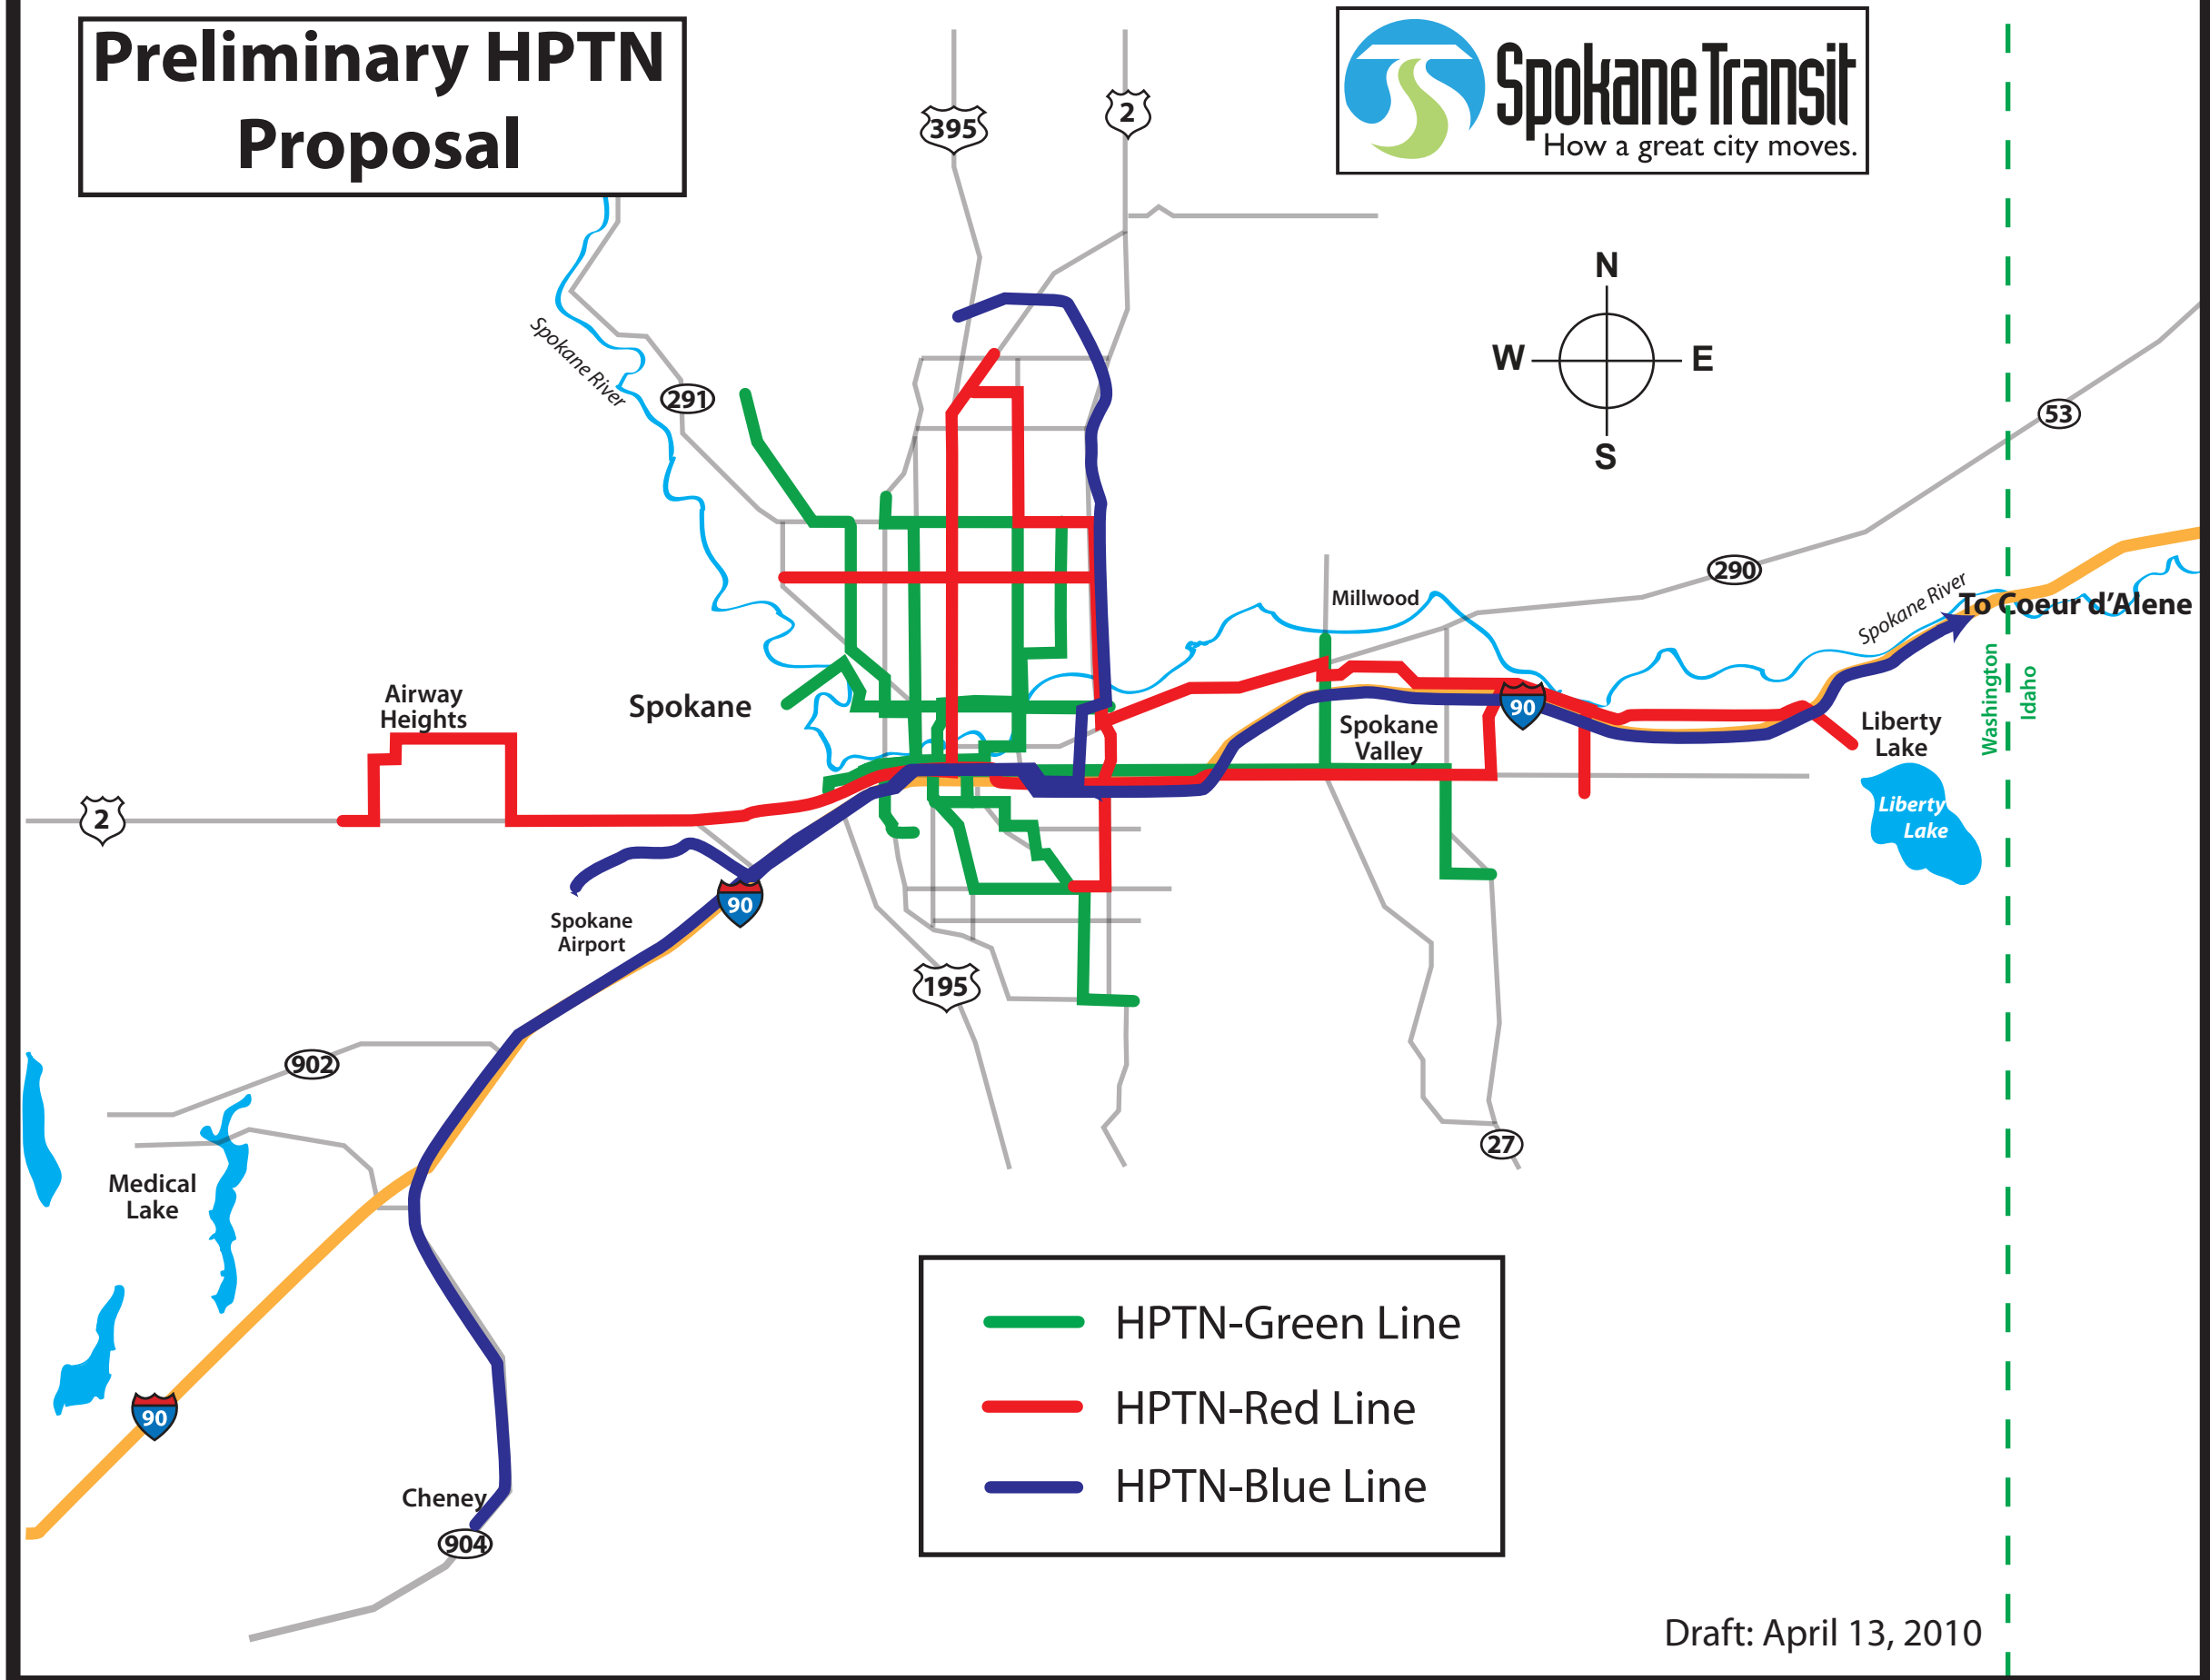 Preliminary HPTN
Proposal
Spokane Transit
How a great city moves.
395
2
N
W
E
S
Spokane River
291
53
290
Millwood
Spokane River
To Coeur d'Alene
Washington
Idaho
Airway
Heights
Spokane
90
Spokane
Valley
Liberty
Lake
Liberty
Lake
2
90
Spokane
Airport
195
902
27
Medical
Lake
90
Cheney
904
HPTN-Green Line
HPTN-Red Line
HPTN-Blue Line
Draft: April 13, 2010